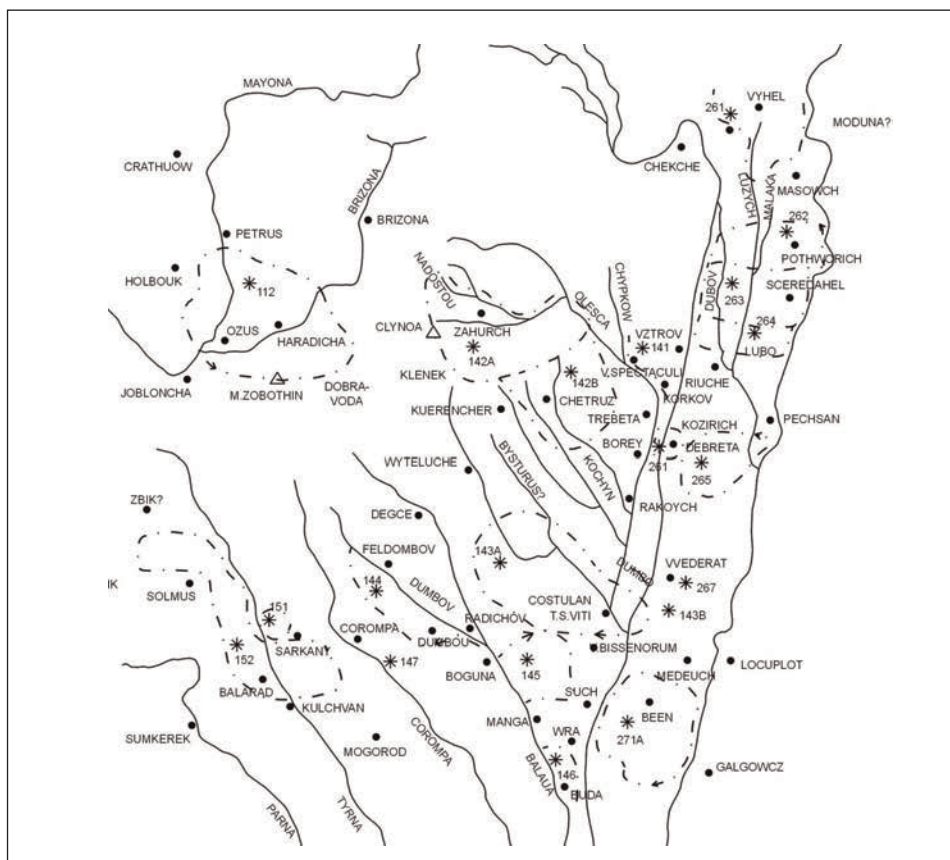 MAYONA
VYHEL
261
MODUNA?
CRATHUOW
CHEKCHE
LUZYCH
MALAKA
MASOWCH
BRIZONA
BRIZONA
PETRUS
262
POTHWORICH
HOLBOUK
112
NADOSTOU
OLESCA
CHYPKOW
DUBOV
263
SCEREDAHEL
CLYNOA
ZAHURCH
VZTROV
141
264
LUBO
OZUS
HARADICHA
142A
V.SPECTACULI
RIUCHE
JOBLONCHA
M.ZOBOTHIN
DOBRA-
VODA
KLENEK
142B
KORKOV
KUERENCHER
CHETRUZ
TREBETA
PECHSAN
KOZIRICH
BOREY
DEBRETA
261
265
WYTELUCHE
BYSTURUS?
KOCHYN
RAKOYCH
ZBIK?
DEGCE
FELDOMBOV
143A
DUMBO
VVEDERAT
267
IK
SOLMUS
144
DUMBOV
COSTULAN
T.S.VITI
143B
151
RADICHÓV
COROMPA
DUMBOU
SARKANY
152
147
BOGUNA
145
BISSENORUM
MEDEUCH
LOCUPLOT
BALARAD
SUCH
BEEN
KULCHVAN
MANGA
271A
SUMKEREK
MOGOROD
COROMPA
WRA
BALAUA
146
BUDA
GALGOWCZ
PARNA
TYRNA